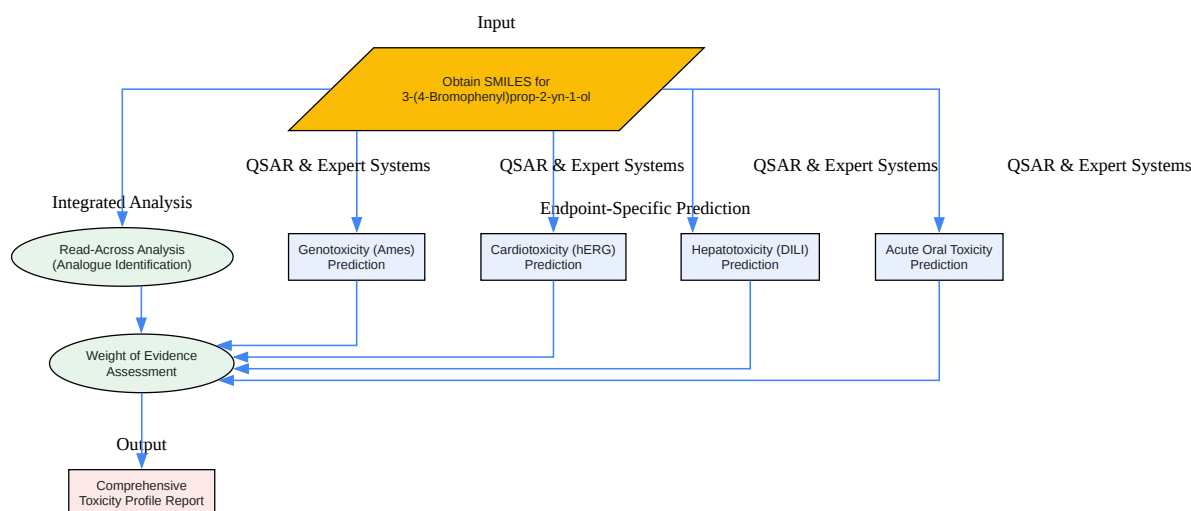 Input
Obtain SMILES for
3-(4-Bromophenyl)prop-2-yn-1-ol
QSAR & Expert Systems
QSAR & Expert Systems
QSAR & Expert Systems
QSAR & Expert Systems
Integrated Analysis
Endpoint-Specific Prediction
Read-Across Analysis
(Analogue Identification)
Genotoxicity (Ames)
Prediction
Cardiotoxicity (hERG)
Prediction
Hepatotoxicity (DILI)
Prediction
Acute Oral Toxicity
Prediction
Weight of Evidence
Assessment
Output
Comprehensive
Toxicity Profile Report